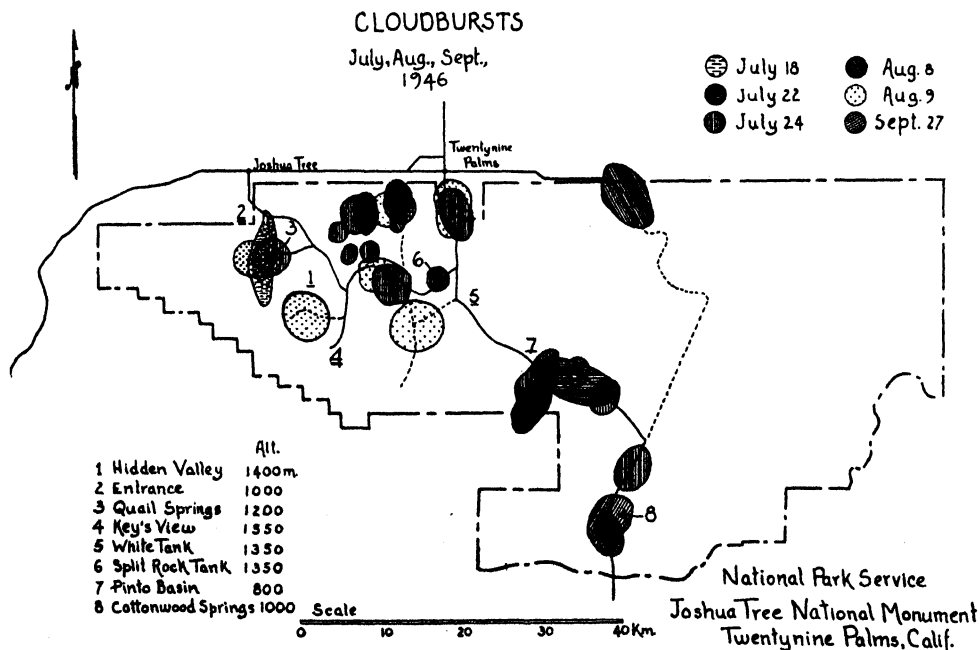 CLOUDBURSTS
July, Aug., Sept.,
1946
N
July 18
July 22
July 24
Aug. 8
Aug. 9
Sept. 27
Joshua Tree
Twentynine
Palms
2
3
1
6
5
4
7
8
Alt.
1 Hidden Valley 1400 m.
2 Entrance 1000
3 Quail Springs 1200
4 Key's View 1550
5 White Tank 1350
6 Split Rock Tank 1350
7 Pinto Basin 800
8 Cottonwood Springs 1000
Scale
0 10 20 30 40 Km.
National Park Service
Joshua Tree National Monument
Twentynine Palms, Calif.